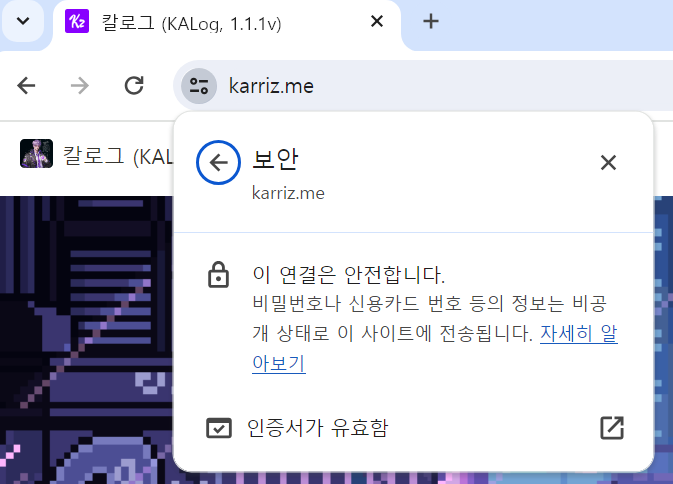 칼로그 (KALog, 1.1.1v)
karriz.me
칼로그 (KAL
보안
karriz.me
이 연결은 안전합니다.
비밀번호나 신용카드 번호 등의 정보는 비공
개 상태로 이 사이트에 전송됩니다. 자세히 알
아보기
인증서가 유효함